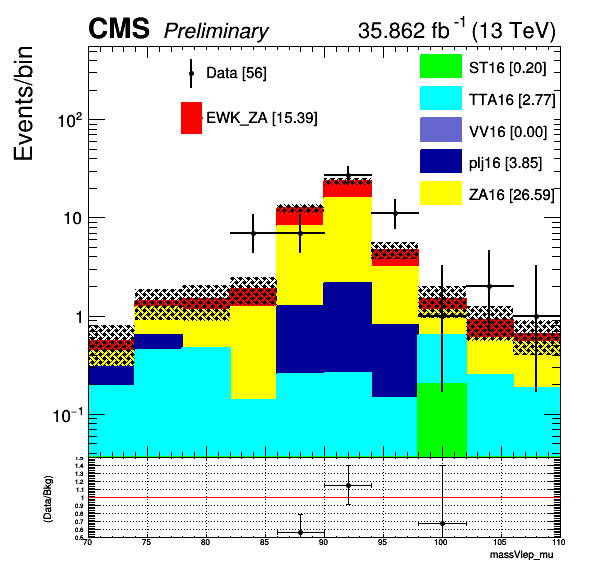 CMS Preliminary 35.862 fb⁻¹ (13 TeV)
Events/bin
Data [56]
EWK_ZA [15.39]
ST16 [0.20]
TTA16 [2.77]
VV16 [0.00]
plj16 [3.85]
ZA16 [26.59]
10²
10
1
10⁻¹
(Data/Bkg)
1.5
1.4
1.3
1.2
1.1
1
0.9
0.8
0.7
0.6
0.5
70 75 80 85 90 95 100 105 110
massVlep_mu